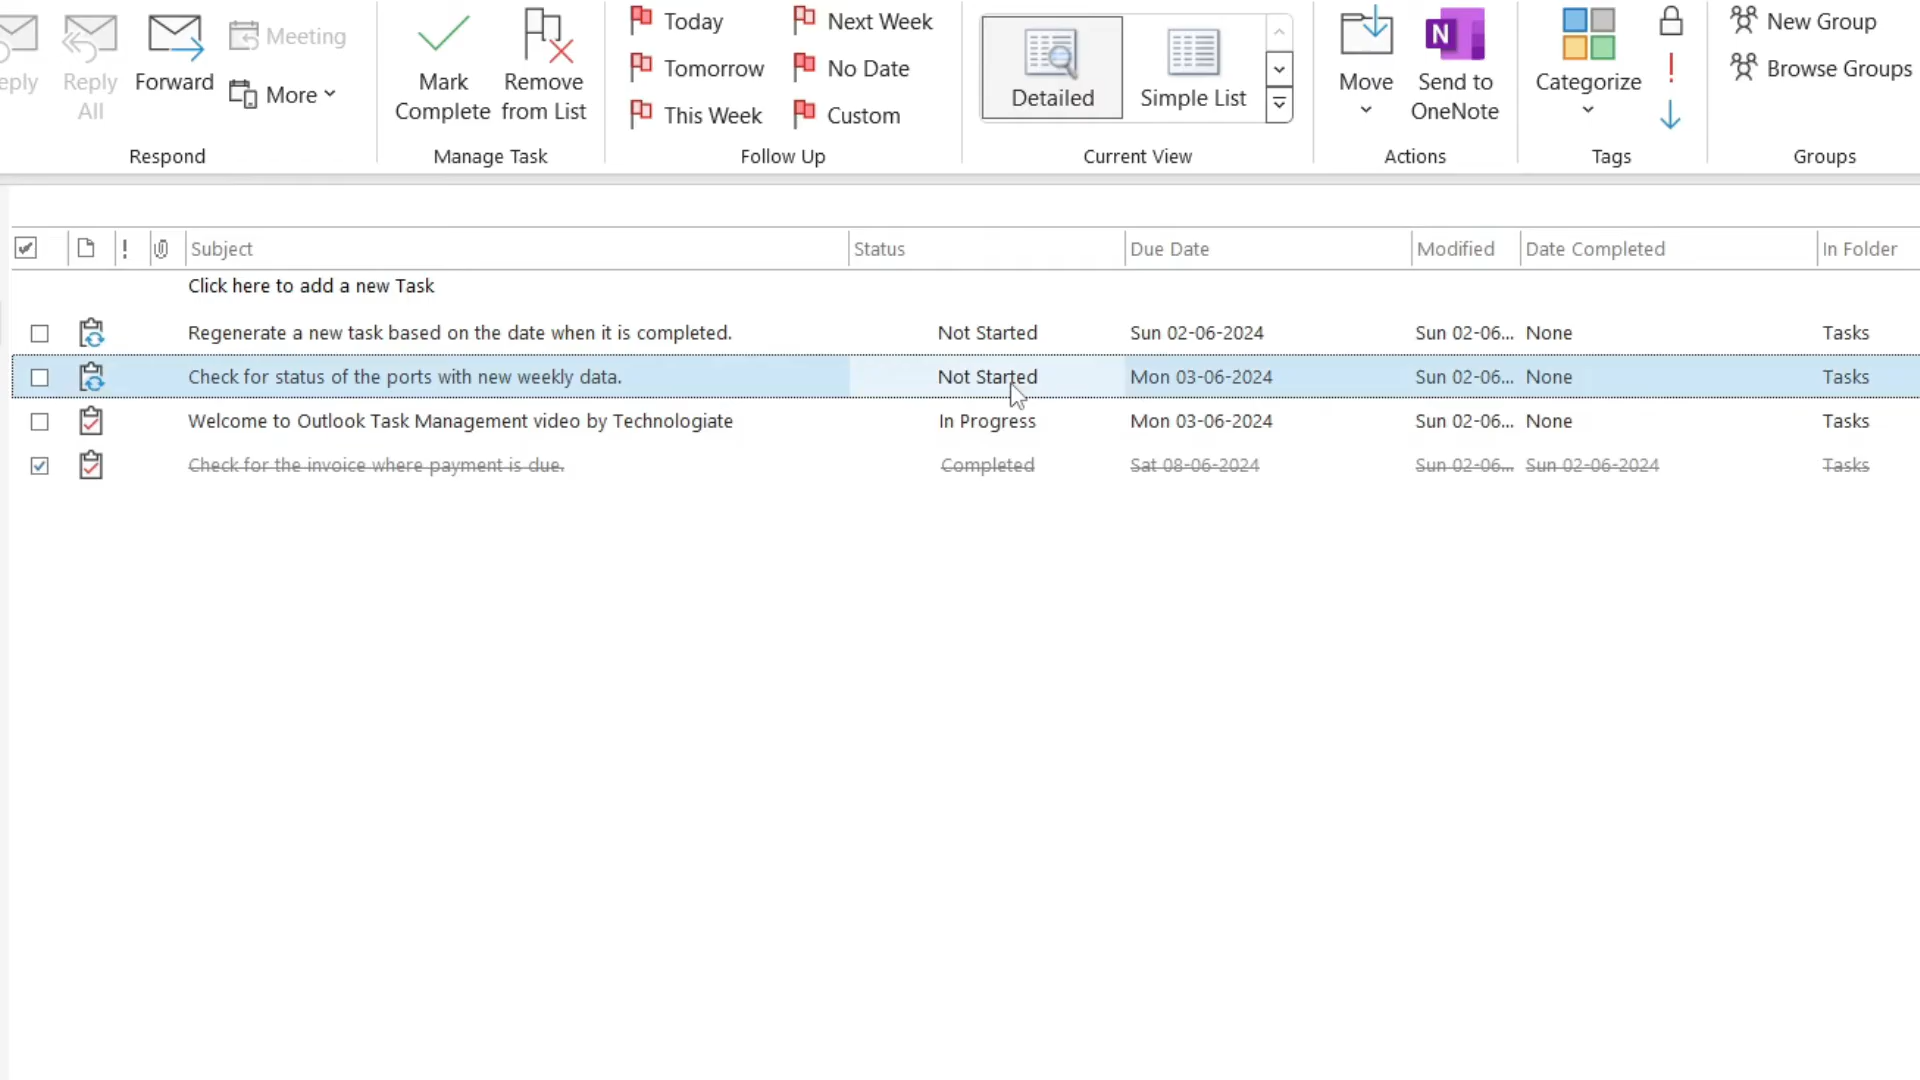 eply
Reply
All
Forward
Meeting
More
Respond
Mark
Complete
Remove
from List
Manage Task
Today
Tomorrow
This Week
Next Week
No Date
Custom
Follow Up
Detailed
Simple List
Current View
Move
N
Send to
OneNote
Actions
Categorize
Tags
New Group
Browse Groups
Groups
! Subject Status Due Date Modified Date Completed In Folder
Click here to add a new Task
Regenerate a new task based on the date when it is completed. Not Started Sun 02-06-2024 Sun 02-06... None Tasks
Check for status of the ports with new weekly data. Not Started Mon 03-06-2024 Sun 02-06... None Tasks
Welcome to Outlook Task Management video by Technologiate In Progress Mon 03-06-2024 Sun 02-06... None Tasks
Check for the invoice where payment is due. Completed Sat 08-06-2024 Sun 02-06... Sun 02-06-2024 Tasks